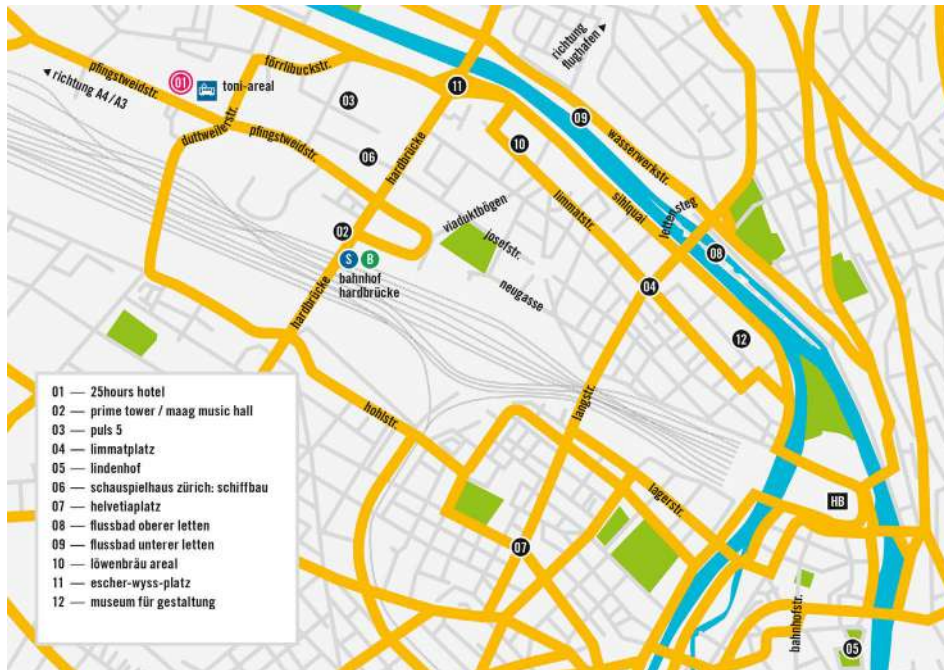 richtung
flughafen
◀ richtung A4/A3
pfingstweidstr.
01
toni-areal
förrlibuckstr.
03
11
duttweilerstr.
pfingstweidstr.
06
hardbrücke
10
09
wasserwerkstr.
limmatstr.
sihlquai
lettensteg
02
S B
bahnhof
hardbrücke
viaduktbögen
josefstr.
neugasse
08
04
12
hardbrücke
hohlstr.
langstr.
lagerstr.
HB
07
bahnhofstr.
05
01 — 25hours hotel
02 — prime tower / maag music hall
03 — puls 5
04 — limmatplatz
05 — lindenhof
06 — schauspielhaus zürich: schiffbau
07 — helvetiaplatz
08 — flussbad oberer letten
09 — flussbad unterer letten
10 — löwenbräu areal
11 — escher-wyss-platz
12 — museum für gestaltung